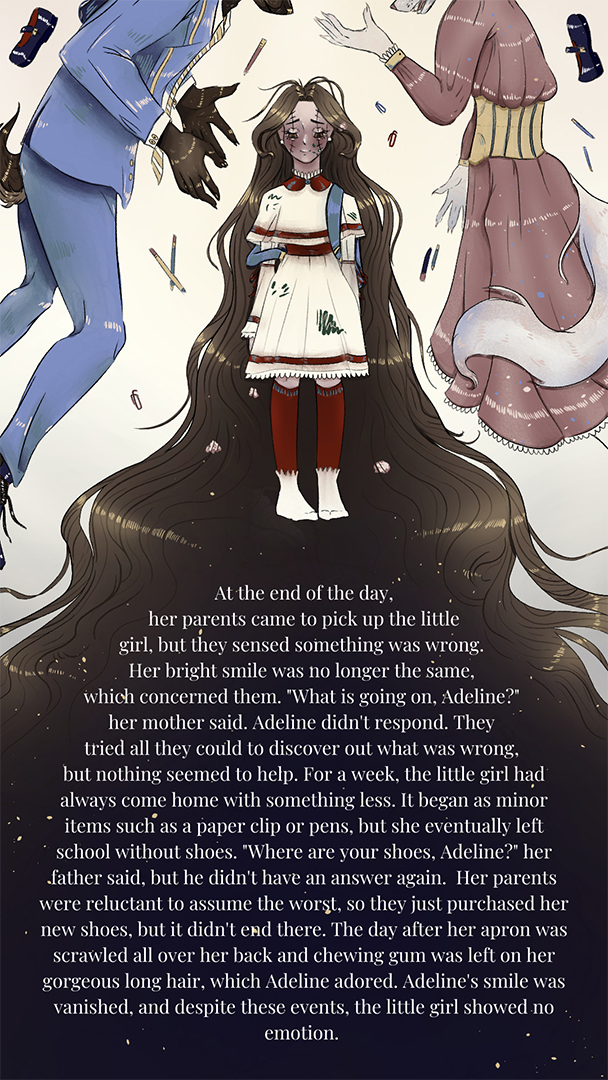 At the end of the day,
her parents came to pick up the little
girl, but they sensed something was wrong.
Her bright smile was no longer the same,
which concerned them. "What is going on, Adeline?"
her mother said. Adeline didn't respond. They
tried all they could to discover out what was wrong,
but nothing seemed to help. For a week, the little girl had
always come home with something less. It began as minor
items such as a paper clip or pens, but she eventually left
school without shoes. "Where are your shoes, Adeline?" her
father said, but he didn't have an answer again.  Her parents
were reluctant to assume the worst, so they just purchased her
new shoes, but it didn't end there. The day after her apron was
scrawled all over her back and chewing gum was left on her
gorgeous long hair, which Adeline adored. Adeline's smile was
vanished, and despite these events, the little girl showed no
emotion.